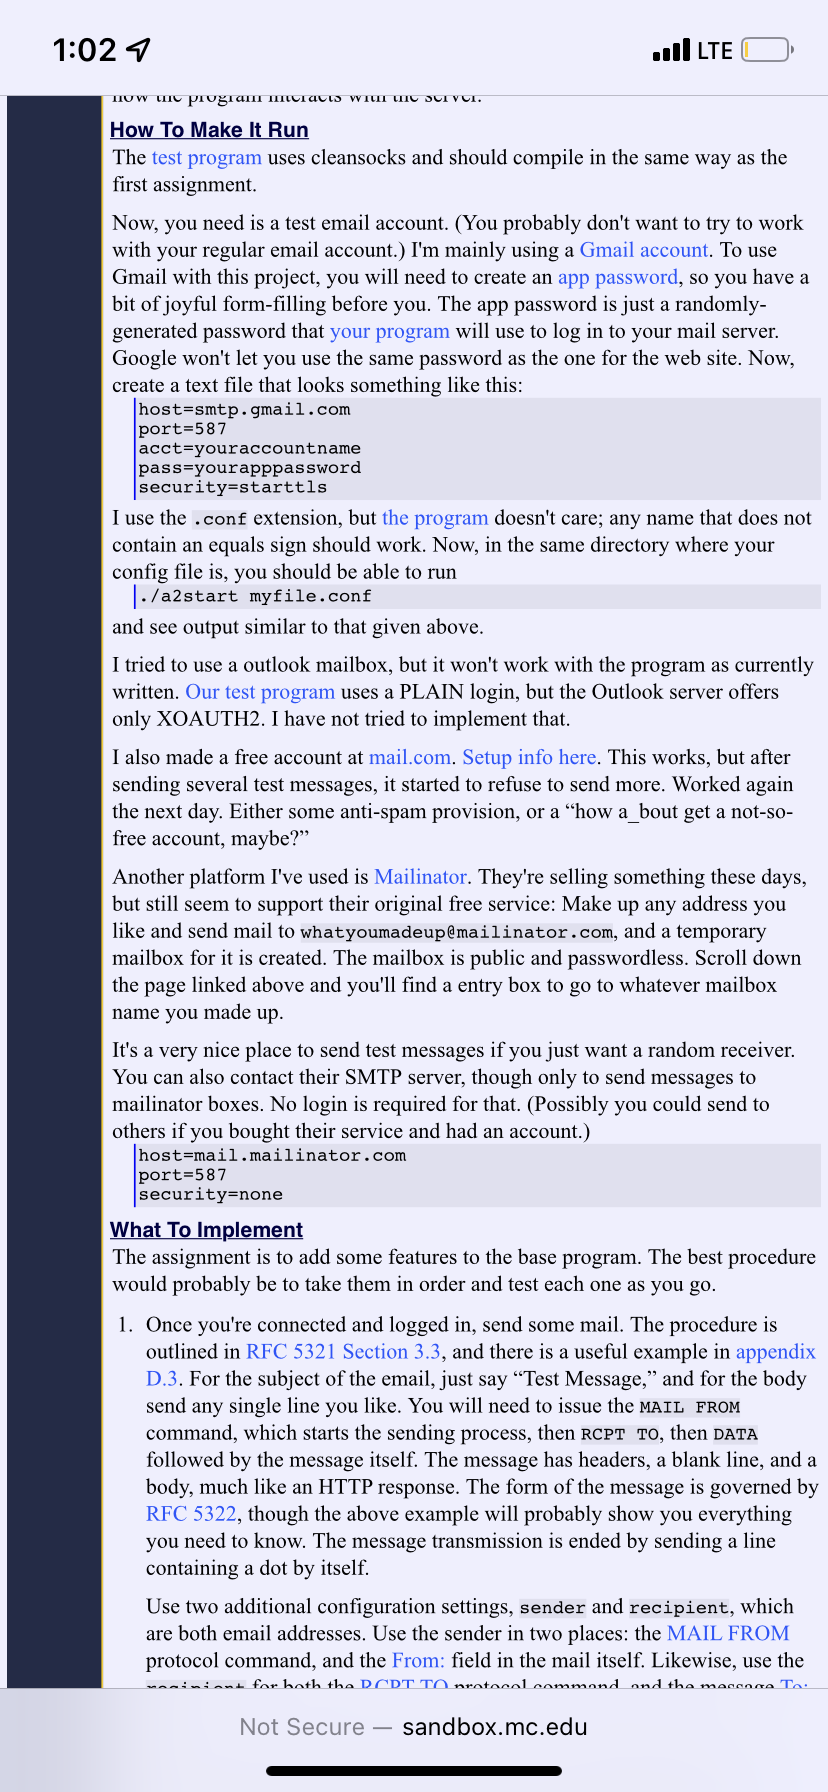 1:02
LTE
now the program interacts with the server.
How To Make It Run
The test program uses cleansocks and should compile in the same way as the
first assignment.
Now, you need is a test email account. (You probably don't want to try to work
with your regular email account.) I'm mainly using a Gmail account. To use
Gmail with this project, you will need to create an app password, so you have a
bit of joyful form-filling before you. The app password is just a randomly-
generated password that your program will use to log in to your mail server.
Google won't let you use the same password as the one for the web site. Now,
create a text file that looks something like this:
host=smtp.gmail.com
port=587
acct=youraccountname
pass=yourapppassword
security=starttls
I use the .conf extension, but the program doesn't care; any name that does not
contain an equals sign should work. Now, in the same directory where your
config file is, you should be able to run
./a2start myfile.conf
and see output similar to that given above.
I tried to use a outlook mailbox, but it won't work with the program as currently
written. Our test program uses a PLAIN login, but the Outlook server offers
only XOAUTH2. I have not tried to implement that.
I also made a free account at mail.com. Setup info here. This works, but after
sending several test messages, it started to refuse to send more. Worked again
the next day. Either some anti-spam provision, or a “how a_bout get a not-so-
free account, maybe?”
Another platform I've used is Mailinator. They're selling something these days,
but still seem to support their original free service: Make up any address you
like and send mail to whatyoumadeup@mailinator.com, and a temporary
mailbox for it is created. The mailbox is public and passwordless. Scroll down
the page linked above and you'll find a entry box to go to whatever mailbox
name you made up.
It's a very nice place to send test messages if you just want a random receiver.
You can also contact their SMTP server, though only to send messages to
mailinator boxes. No login is required for that. (Possibly you could send to
others if you bought their service and had an account.)
host=mail.mailinator.com
port=587
security=none
What To Implement
The assignment is to add some features to the base program. The best procedure
would probably be to take them in order and test each one as you go.
1. Once you're connected and logged in, send some mail. The procedure is
outlined in RFC 5321 Section 3.3, and there is a useful example in appendix
D.3. For the subject of the email, just say “Test Message,” and for the body
send any single line you like. You will need to issue the MAIL FROM
command, which starts the sending process, then RCPT TO, then DATA
followed by the message itself. The message has headers, a blank line, and a
body, much like an HTTP response. The form of the message is governed by
RFC 5322, though the above example will probably show you everything
you need to know. The message transmission is ended by sending a line
containing a dot by itself.
Use two additional configuration settings, sender and recipient, which
are both email addresses. Use the sender in two places: the MAIL FROM
protocol command, and the From: field in the mail itself. Likewise, use the
recipient for both the RCPT TO protocol command, and the message To:
Not Secure — sandbox.mc.edu